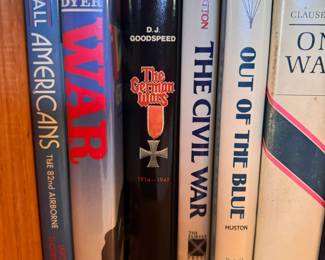 ALL AMERICANS
THE 82nd AIRBORNE
DYER
WAR
D.J.
GOODSPEED
The
German
Wars
1914-1945
THE CIVIL WAR
OUT OF THE BLUE
HUSTON
CLAUSE
ON
WA